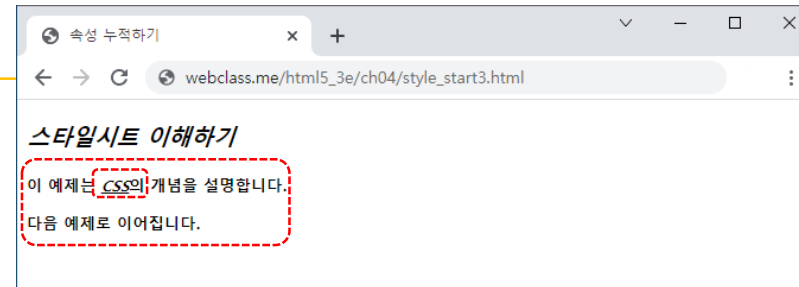 속성 누적하기
webclass.me/html5_3e/ch04/style_start3.html
스타일시트 이해하기
이 예제는 CSS의 개념을 설명합니다.
다음 예제로 이어집니다.